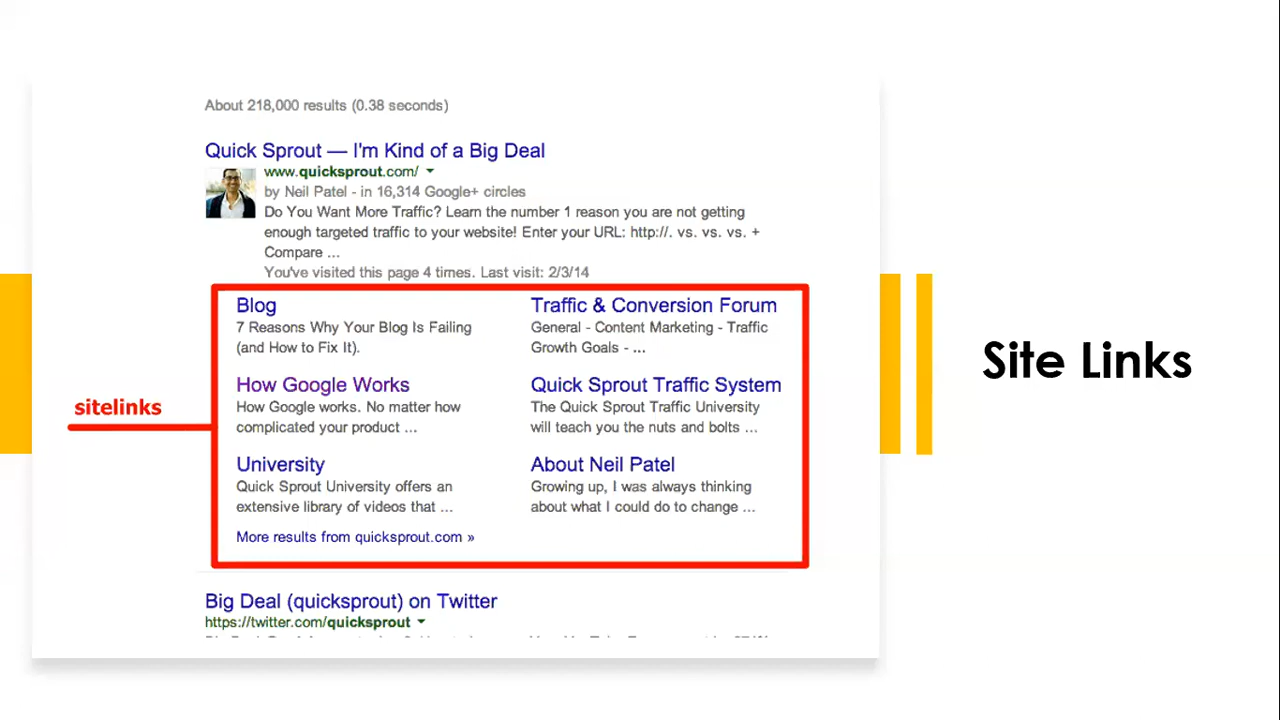 About 218,000 results (0.38 seconds)
Quick Sprout — I'm Kind of a Big Deal
www.quicksprout.com/
by Neil Patel - in 16,314 Google+ circles
Do You Want More Traffic? Learn the number 1 reason you are not getting
enough targeted traffic to your website! Enter your URL: http://. vs. vs. vs. +
Compare ...
You've visited this page 4 times. Last visit: 2/3/14
Blog
7 Reasons Why Your Blog Is Failing
(and How to Fix It).
How Google Works
How Google works. No matter how
complicated your product ...
University
Quick Sprout University offers an
extensive library of videos that ...
More results from quicksprout.com »
Traffic & Conversion Forum
General - Content Marketing - Traffic
Growth Goals - ...
Quick Sprout Traffic System
The Quick Sprout Traffic University
will teach you the nuts and bolts ...
About Neil Patel
Growing up, I was always thinking
about what I could do to change ...
sitelinks
Big Deal (quicksprout) on Twitter
https://twitter.com/quicksprout
Site Links